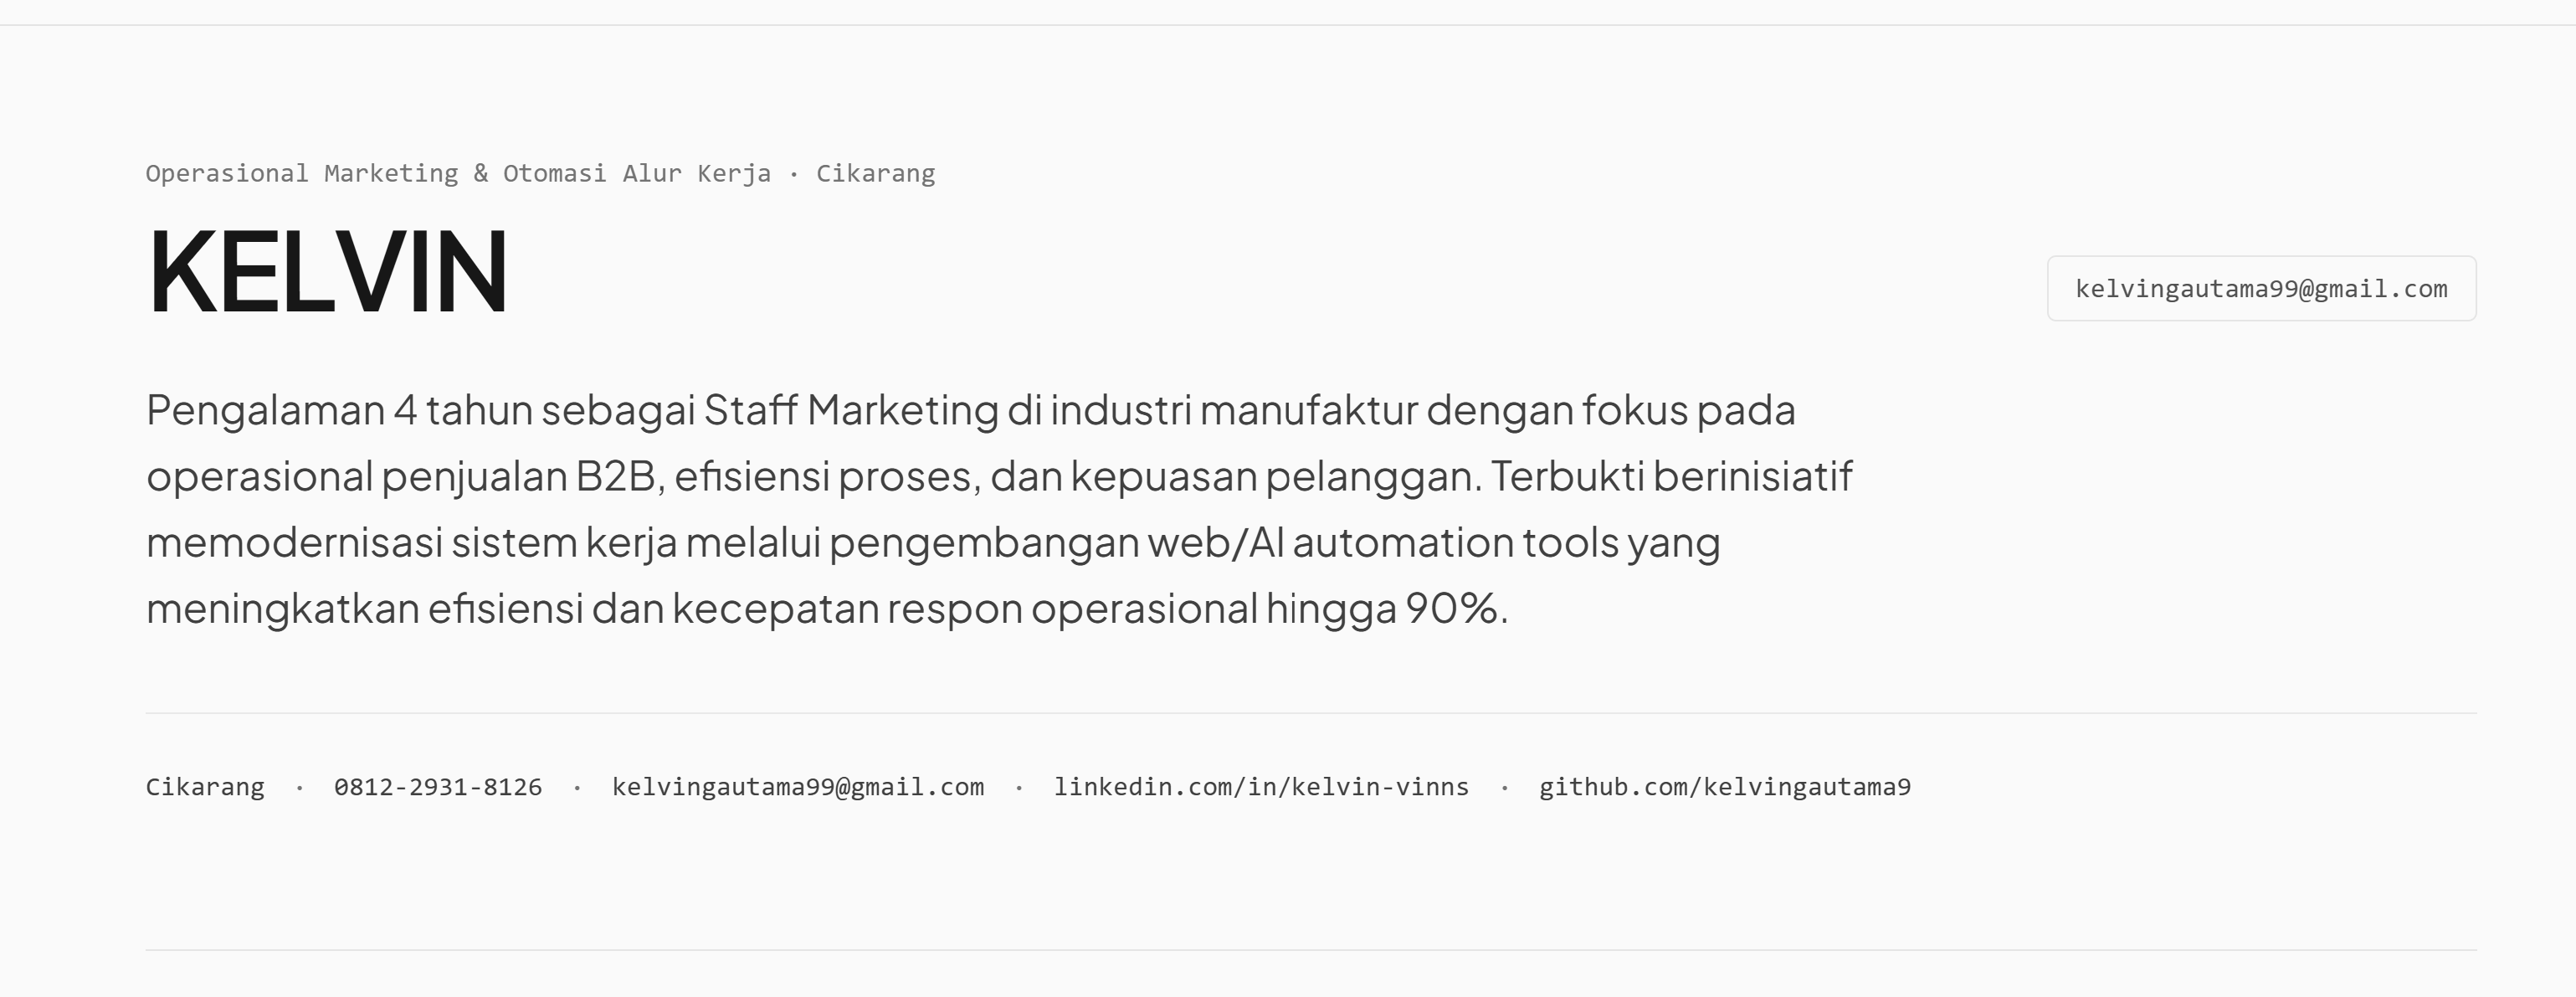 Operasional Marketing & Otomasi Alur Kerja · Cikarang
KELVIN
kelvingautama99@gmail.com
Pengalaman 4 tahun sebagai Staff Marketing di industri manufaktur dengan fokus pada
operasional penjualan B2B, efisiensi proses, dan kepuasan pelanggan. Terbukti berinisiatif
memodernisasi sistem kerja melalui pengembangan web/AI automation tools yang
meningkatkan efisiensi dan kecepatan respon operasional hingga 90%.
Cikarang · 0812-2931-8126 · kelvingautama99@gmail.com · linkedin.com/in/kelvin-vinns · github.com/kelvingautama9